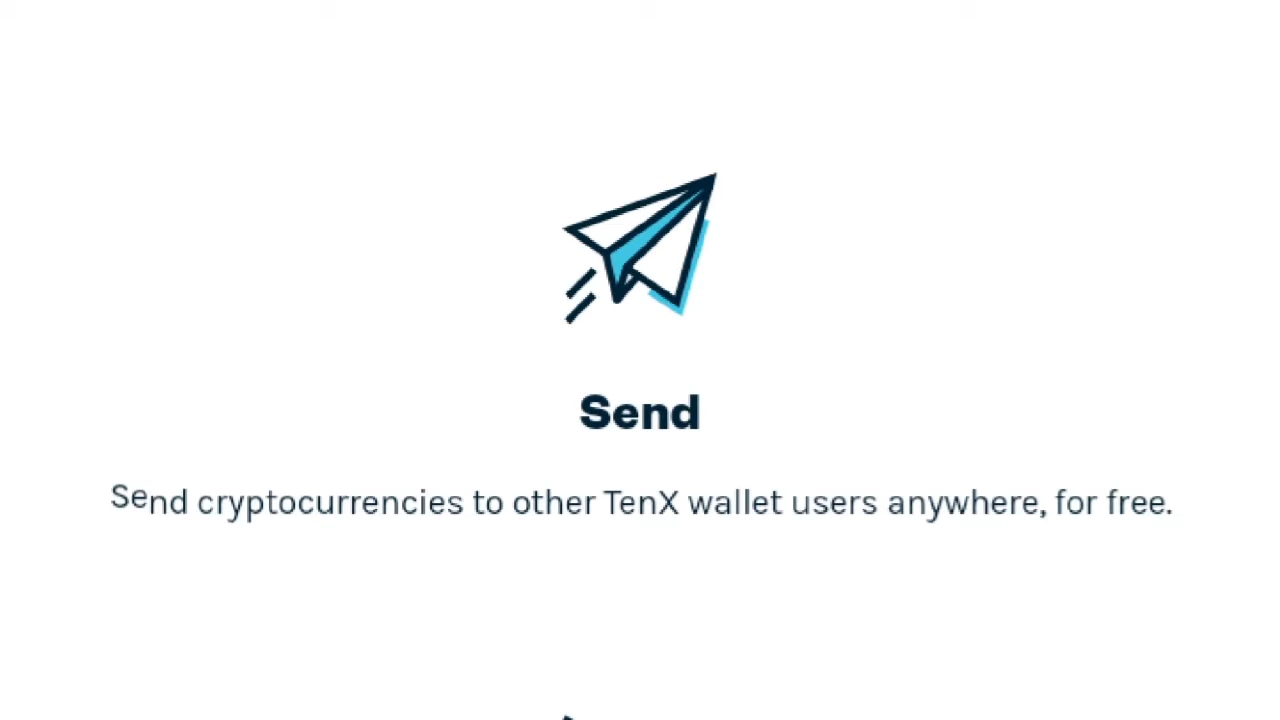 Send
Send cryptocurrencies to other TenX wallet users anywhere, for free.